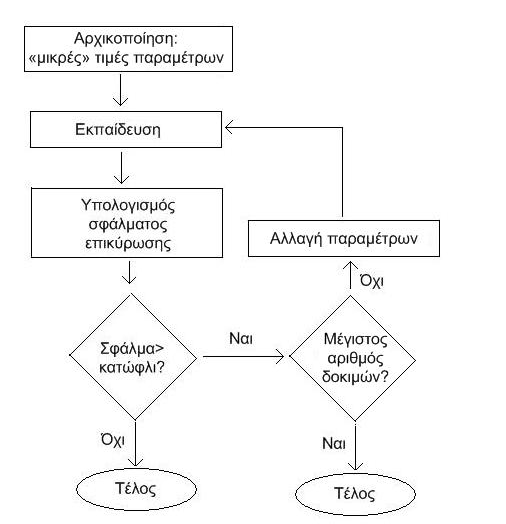 Αρχικοποίηση:
«μικρές» τιμές παραμέτρων
Εκπαίδευση
Υπολογισμός
σφάλματος
επικύρωσης
Αλλαγή παραμέτρων
Όχι
Σφάλμα>
κατώφλι?
Ναι
Μέγιστος
αριθμός
δοκιμών?
Όχι
Ναι
Τέλος
Τέλος